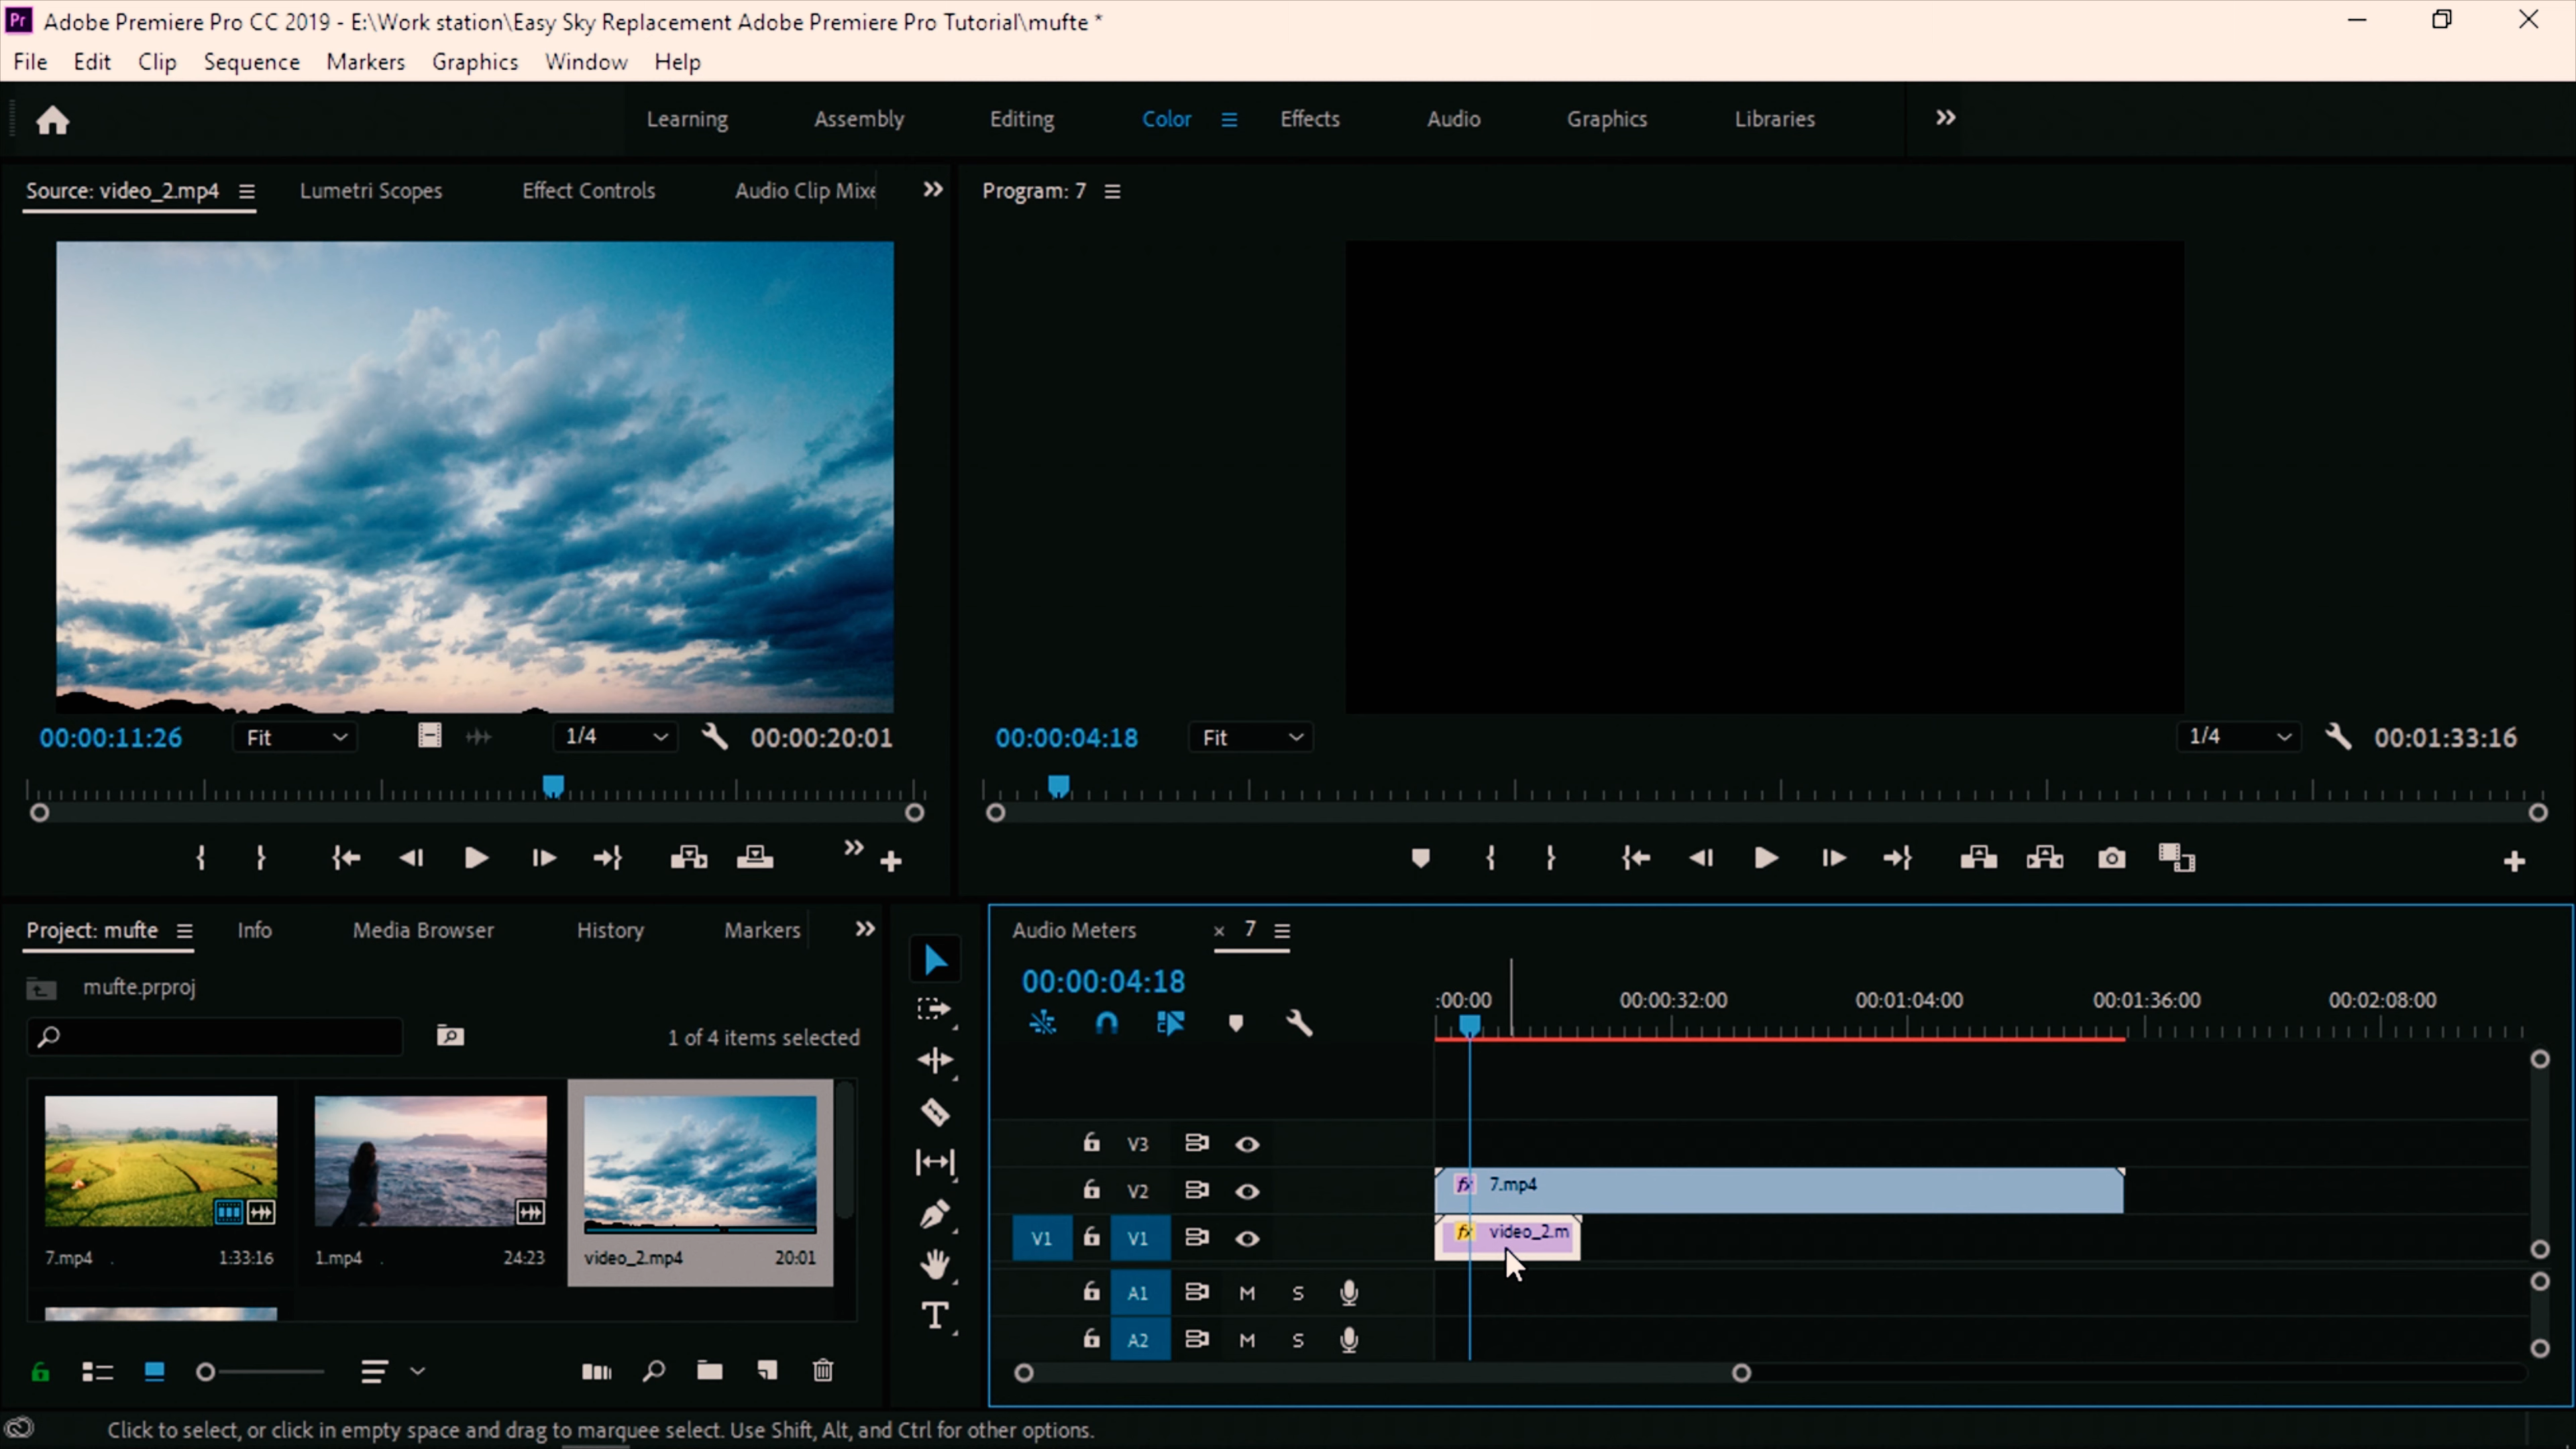 Pr Adobe Premiere Pro CC 2019 - E:\Work station\Easy Sky Replacement Adobe Premiere Pro Tutorial\mufte *
File Edit Clip Sequence Markers Graphics Window Help
Learning Assembly Editing Color Effects Audio Graphics Libraries
Source: video_2.mp4 Lumetri Scopes Effect Controls Audio Clip Mixe
Program: 7
00:00:11:26 Fit 1/4 00:00:20:01
00:00:04:18 Fit 1/4 00:01:33:16
Project: mufte Info Media Browser History Markers
mufte.prproj
1 of 4 items selected
7.mp4 1:33:16
1.mp4 24:23
video_2.mp4 20:01
Audio Meters × 7
00:00:04:18
:00:00 00:00:32:00 00:01:04:00 00:01:36:00 00:02:08:00
V3
V2 fx 7.mp4
V1 V1 fx video_2.m
A1 M S
A2 M S
T
Click to select, or click in empty space and drag to marquee select. Use Shift, Alt, and Ctrl for other options.